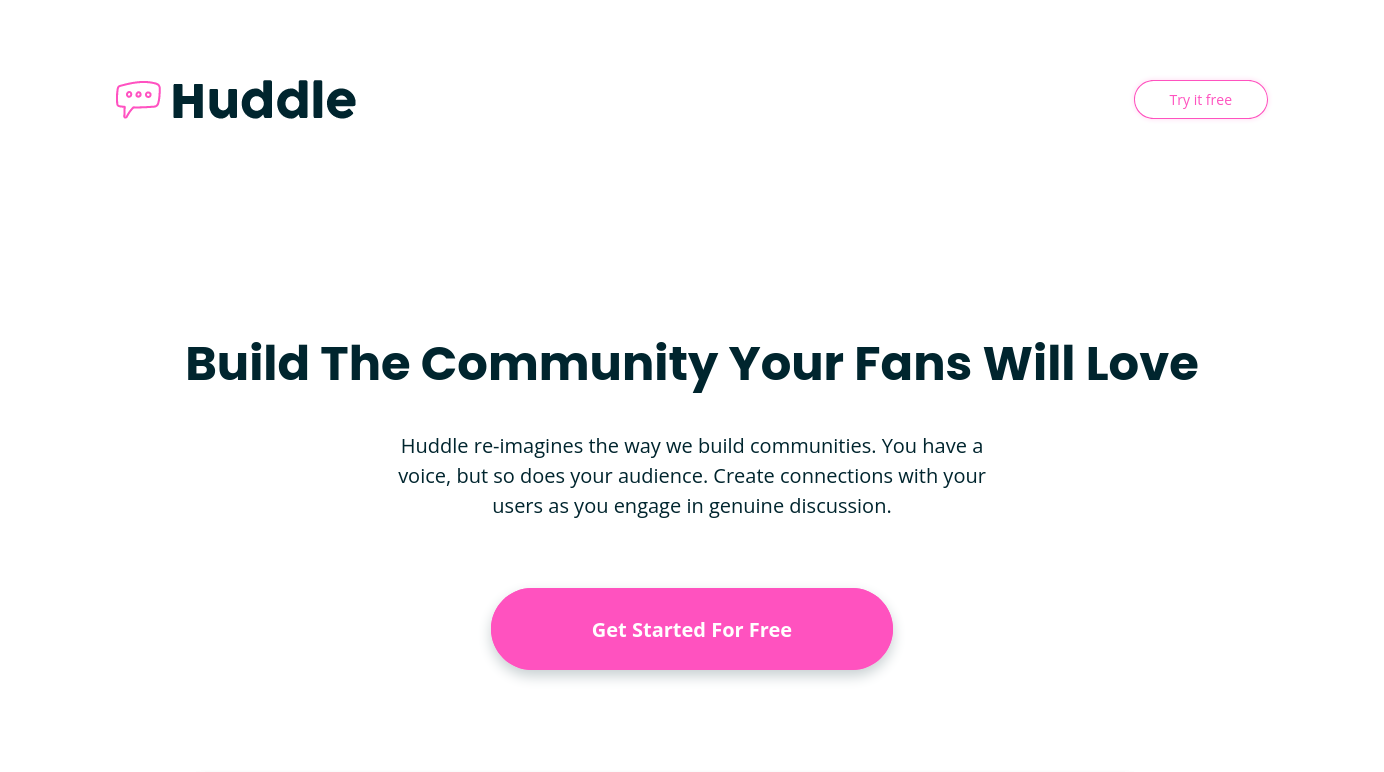 Huddle
Try it free
Build The Community Your Fans Will Love
Huddle re-imagines the way we build communities. You have a
voice, but so does your audience. Create connections with your
users as you engage in genuine discussion.
Get Started For Free